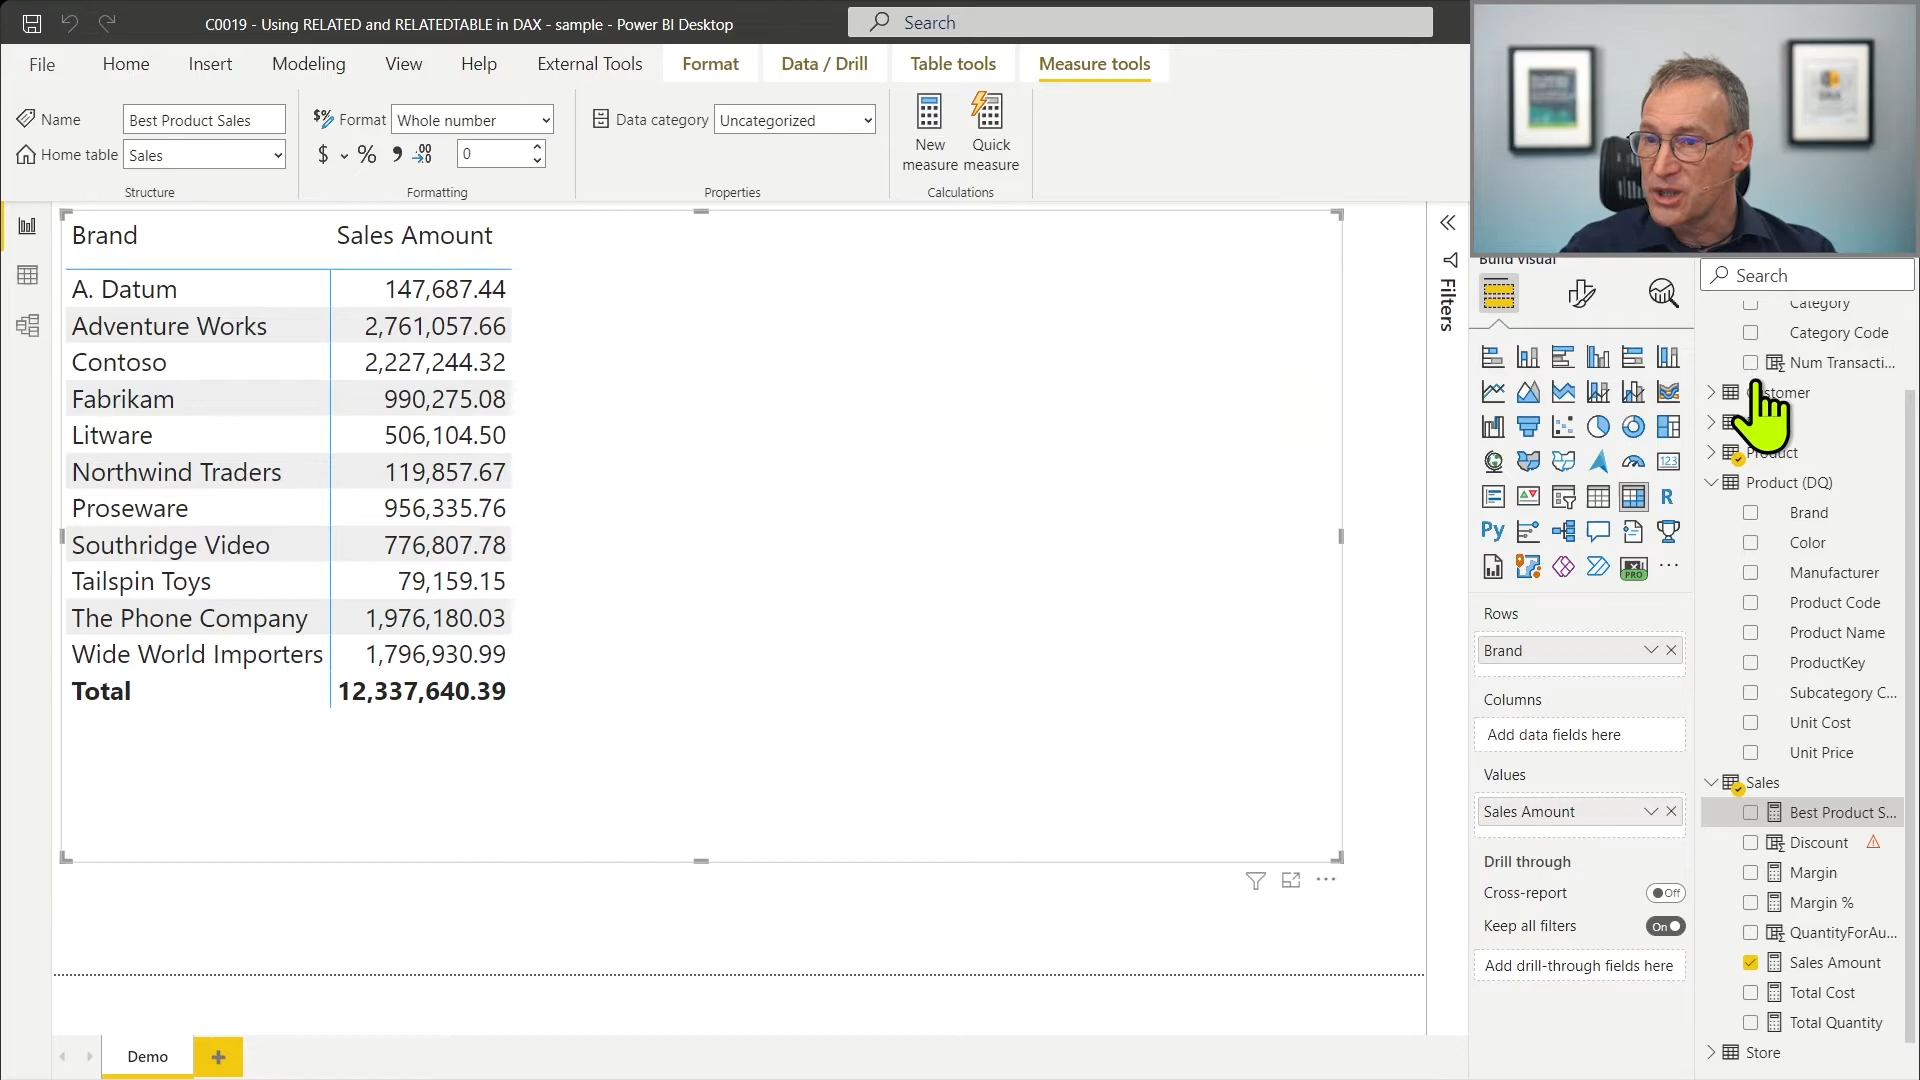 C0019 - Using RELATED and RELATEDTABLE in DAX - sample - Power BI Desktop
Search
File
Home
Insert
Modeling
View
Help
External Tools
Format
Data / Drill
Table tools
Measure tools
Name
Best Product Sales
Home table
Sales
Structure
Format
Whole number
$
%
0
Formatting
Data category
Uncategorized
Properties
New measure
Quick measure
Calculations
Brand Sales Amount
A. Datum 147,687.44
Adventure Works 2,761,057.66
Contoso 2,227,244.32
Fabrikam 990,275.08
Litware 506,104.50
Northwind Traders 119,857.67
Proseware 956,335.76
Southridge Video 776,807.78
Tailspin Toys 79,159.15
The Phone Company 1,976,180.03
Wide World Importers 1,796,930.99
Total 12,337,640.39
Demo
Filters
Build visual
123
R
Py
PRO
Rows
Brand
Columns
Add data fields here
Values
Sales Amount
Drill through
Cross-report
Off
Keep all filters
On
Add drill-through fields here
Search
Category
Category Code
Num Transacti...
Product
Product (DQ)
Brand
Color
Manufacturer
Product Code
Product Name
ProductKey
Subcategory C...
Unit Cost
Unit Price
Sales
Best Product S...
Discount
Margin
Margin %
QuantityForAu...
Sales Amount
Total Cost
Total Quantity
Store